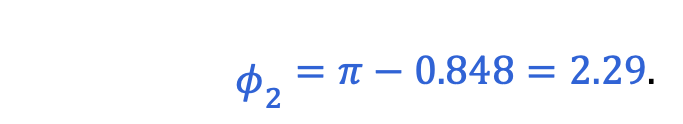 ϕ₂ = π − 0.848 = 2.29.